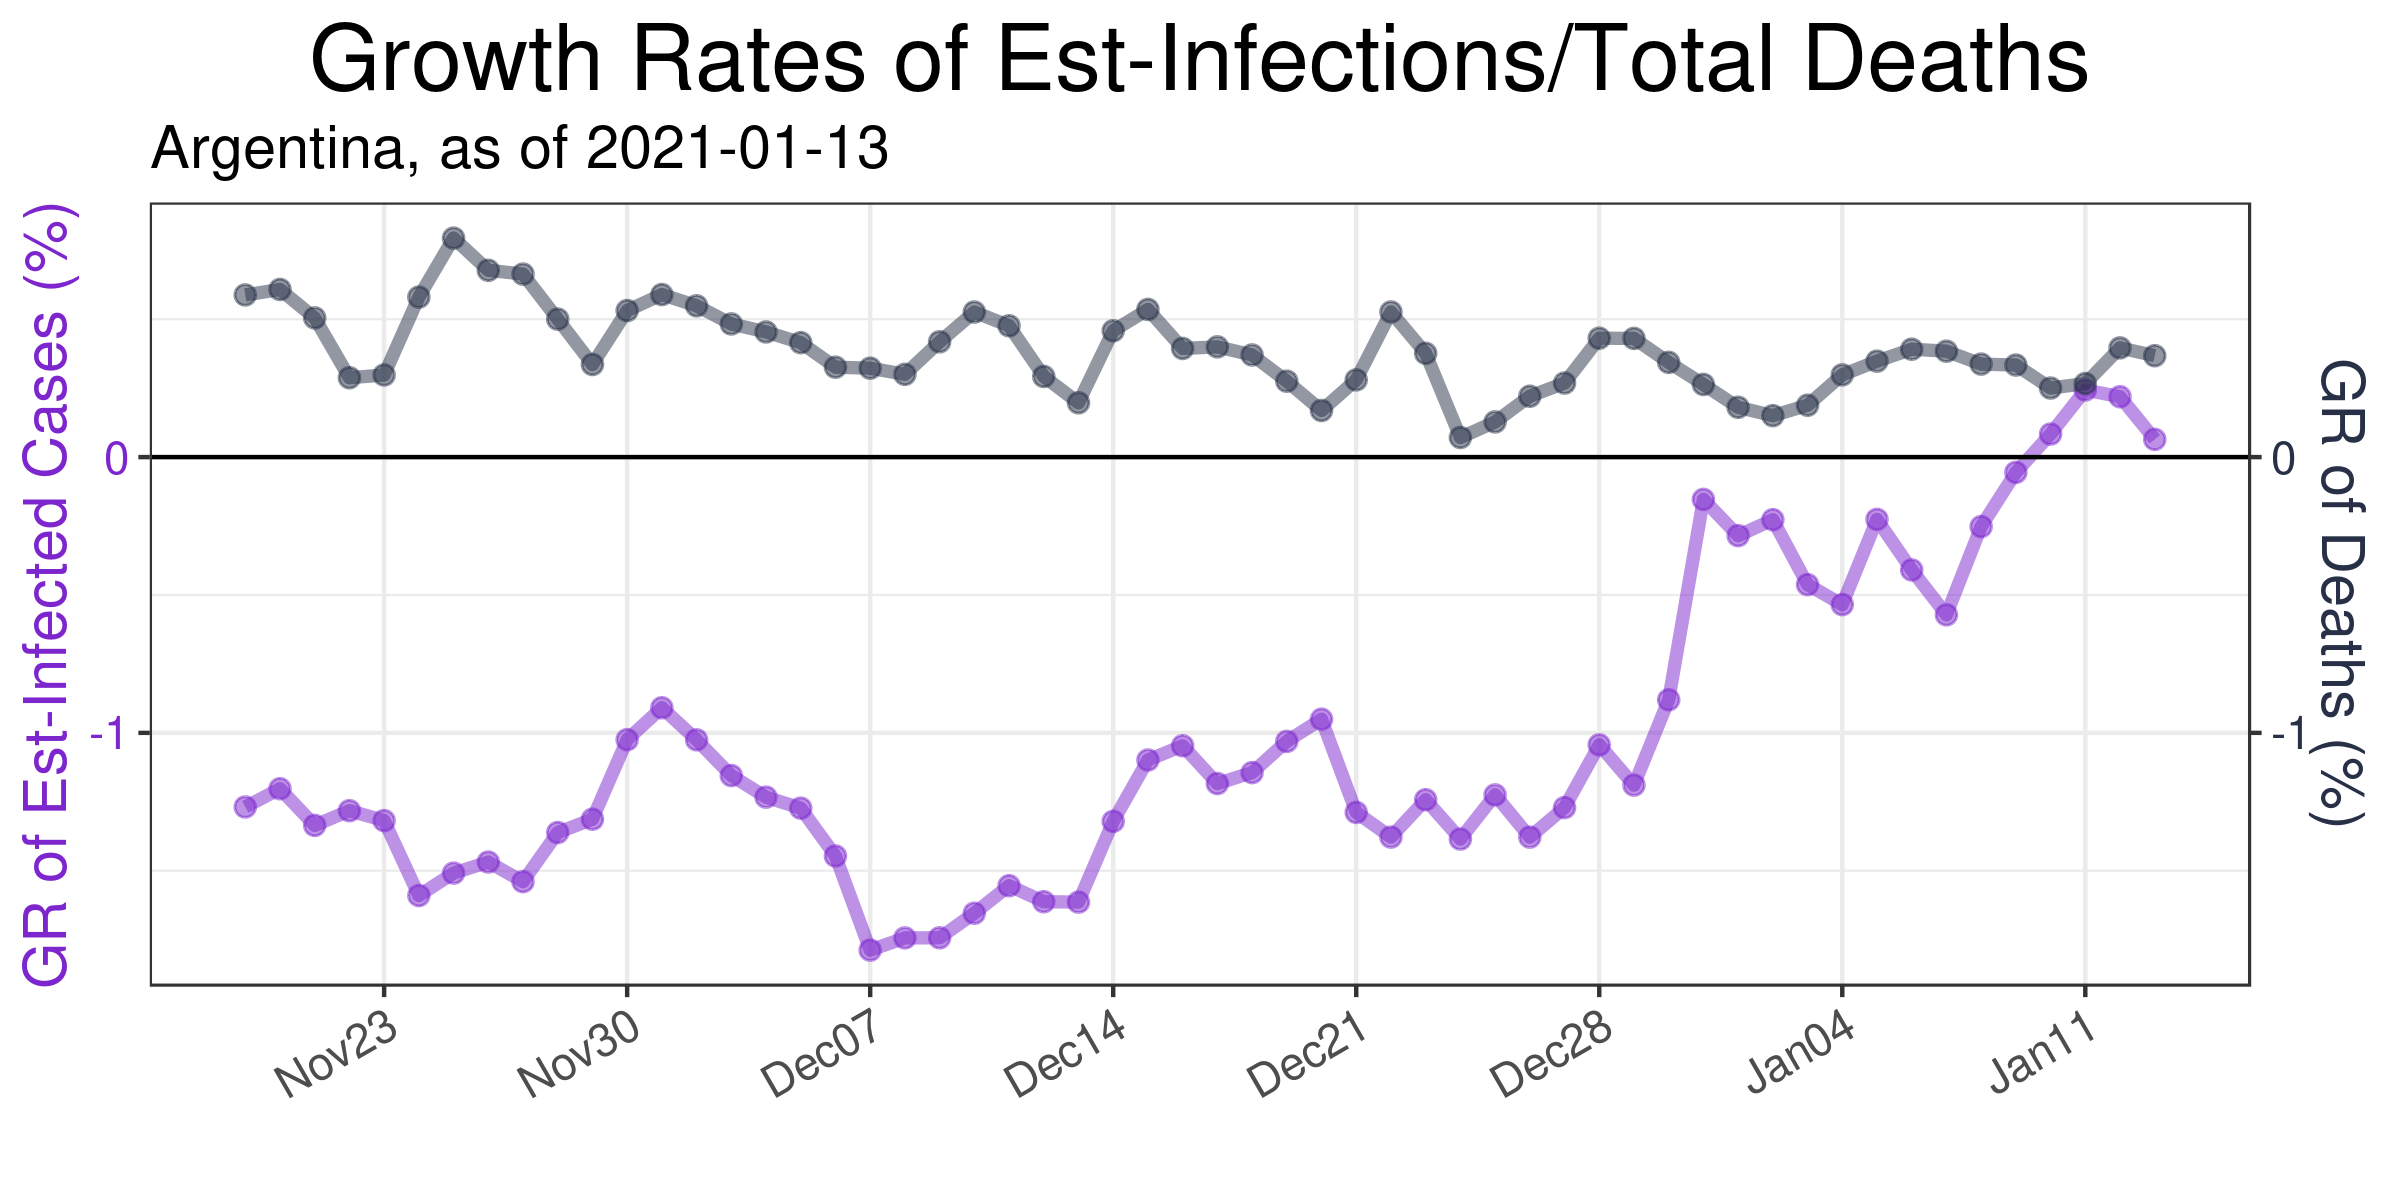 Growth Rates of Est-Infections/Total Deaths
Argentina, as of 2021-01-13
GR of Est-Infected Cases (%)
0
-1
GR of Deaths (%)
0
-1
Nov23
Nov30
Dec07
Dec14
Dec21
Dec28
Jan04
Jan11